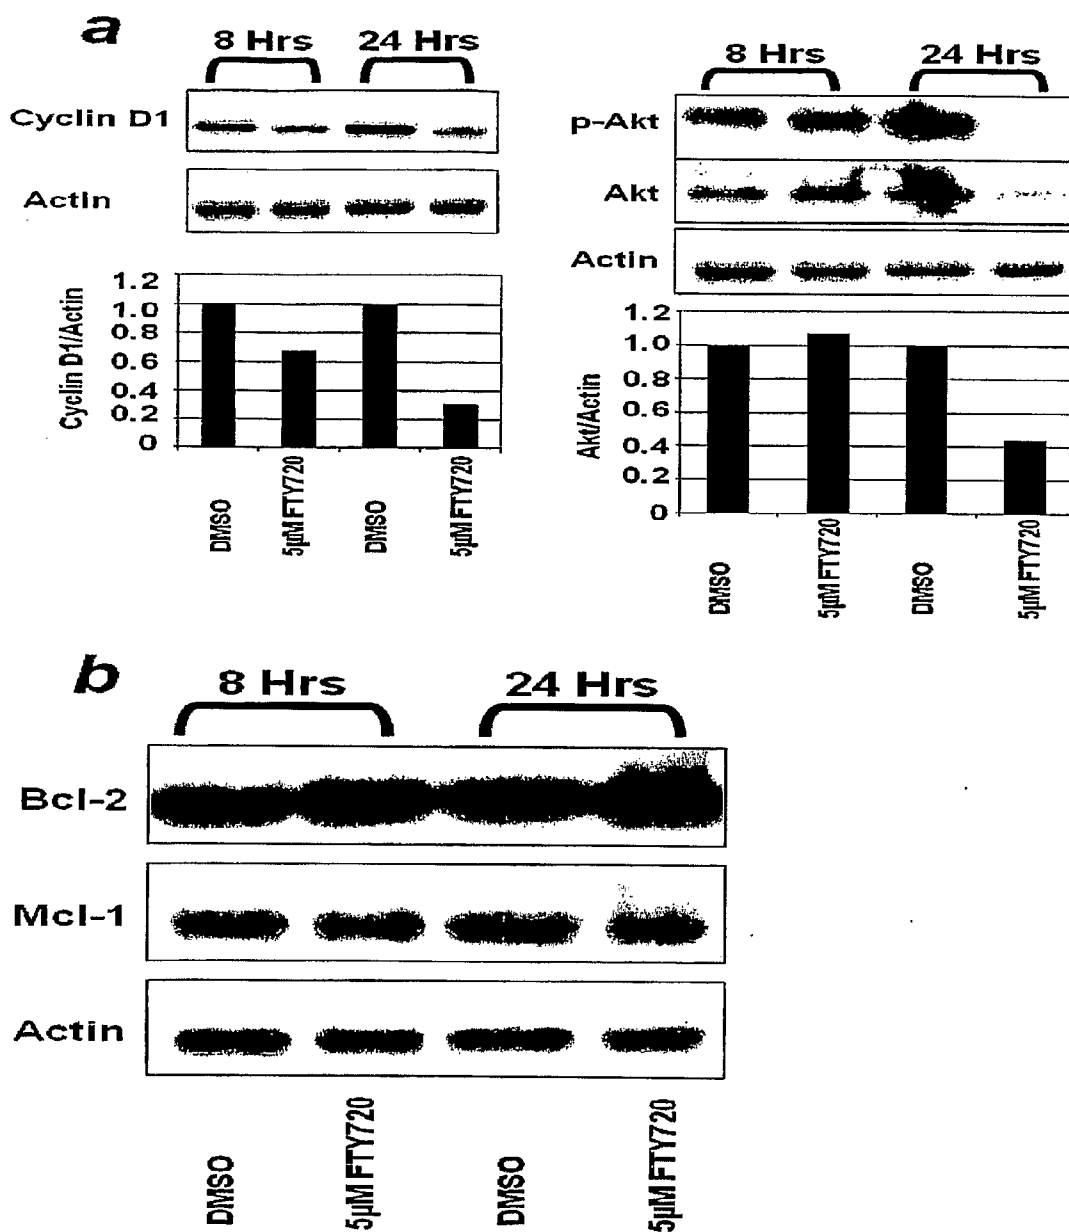 a
8 Hrs 24 Hrs
Cyclin D1
Actin
Cyclin D1/Actin
1.2
1.0
0.8
0.6
0.4
0.2
0
DMSO
5µM FTY720
DMSO
5µM FTY720
8 Hrs 24 Hrs
p-Akt
Akt
Actin
Akt/Actin
1.2
1.0
0.8
0.6
0.4
0.2
0
DMSO
5µM FTY720
DMSO
5µM FTY720
b
8 Hrs 24 Hrs
Bcl-2
Mcl-1
Actin
DMSO
5µM FTY720
DMSO
5µM FTY720